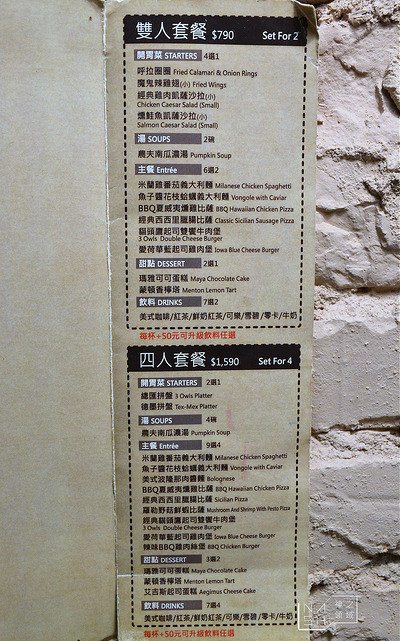 雙人套餐 $790 Set For 2
開胃菜 STARTERS 4選1
呼拉圈圈 Fried Calamari & Onion Rings
魔鬼辣雞翅(小) Fried Wings
經典雞肉凱薩沙拉(小)
Chicken Caesar Salad (Small)
燻鮭魚凱薩沙拉(小)
Salmon Caesar Salad (Small)
湯 SOUPS 2碗
農夫南瓜濃湯 Pumpkin Soup
主餐 Entrée 6選2
米蘭雞番茄義大利麵 Milanese Chicken Spaghetti
魚子醬花枝蛤蠣義大利麵 Vongole with Caviar
BBQ夏威夷燻雞比薩 BBQ Hawaiian Chicken Pizza
經典西西里臘腸比薩 Classic Sicilian Sausage Pizza
貓頭鷹起司雙饗牛肉堡
3 Owls Double Cheese Burger
愛荷華藍起司雞肉堡 Iowa Blue Cheese Burger
甜點 DESSERT 2選1
瑪雅可可蛋糕 Maya Chocolate Cake
蒙頓香檸塔 Menton Lemon Tart
飲料 DRINKS 7選2
美式咖啡/紅茶/鮮奶紅茶/可樂/雪碧/零卡/牛奶
每杯+50元可升級飲料任選
四人套餐 $1,590 Set For 4
開胃菜 STARTERS 2選1
總匯拼盤 3 Owls Platter
德墨拼盤 Tex-Mex Platter
湯 SOUPS 4碗
農夫南瓜濃湯 Pumpkin Soup
主餐 Entrée 9選4
米蘭雞番茄義大利麵 Milanese Chicken Spaghetti
魚子醬花枝蛤蠣義大利麵 Vongole with Caviar
美式波隆那肉醬麵 Bolognese
BBQ夏威夷燻雞比薩 BBQ Hawaiian Chicken Pizza
經典西西里臘腸比薩 Sicilian Pizza
羅勒野菇鮮蝦比薩 Mushroom And Shrimp With Pesto Pizza
經典貓頭鷹起司雙饗牛肉堡
3 Owls Double Cheese Burger
愛荷華藍起司雞肉堡 Iowa Blue Cheese Burger
辣味BBQ雞肉絲堡 BBQ Chicken Burger
甜點 DESSERT 3選2
瑪雅可可蛋糕 Maya Chocolate Cake
蒙頓香檸塔 Menton Lemon Tart
艾吉斯起司蛋糕 Aegimus Cheese Cake
飲料 DRINKS 7選4
美式咖啡/紅茶/鮮奶紅茶/可樂/雪碧/零卡/牛奶
每杯+50元可升級飲料任選